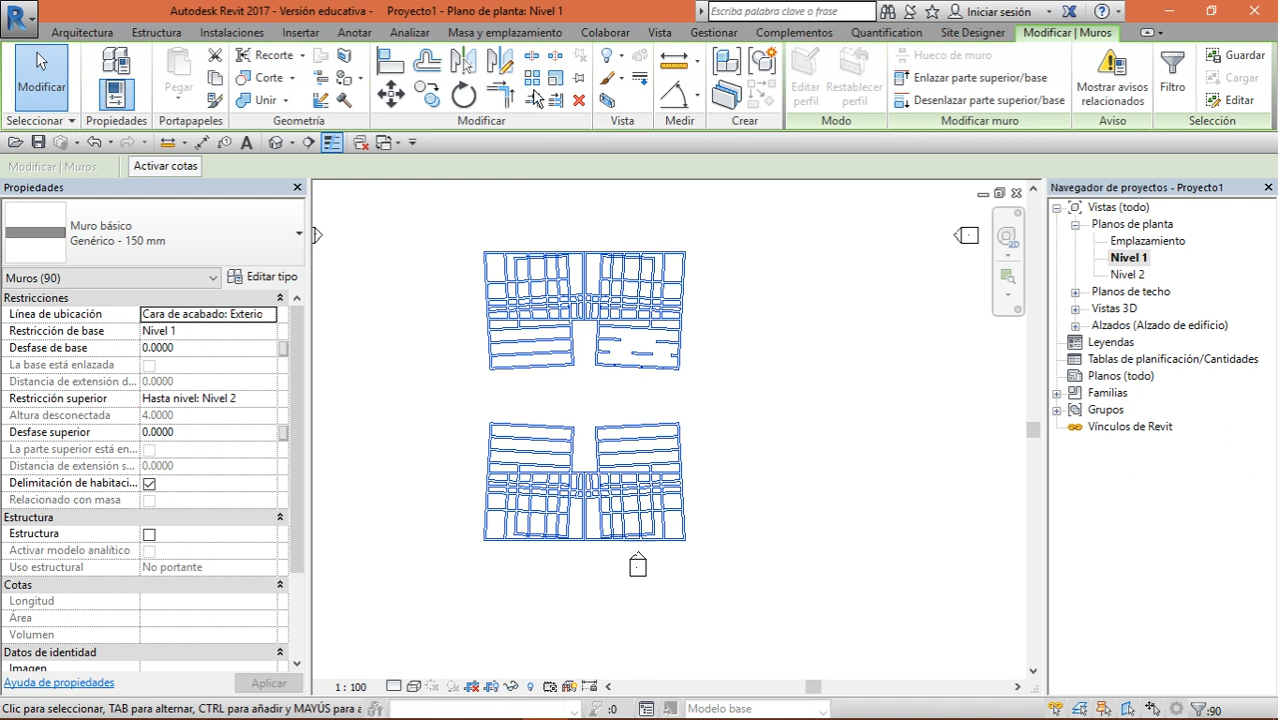 Autodesk Revit 2017 - Versión educativa - Proyecto1 - Plano de planta: Nivel 1
Escriba palabra clave o frase
Iniciar sesión
Arquitectura Estructura Instalaciones Insertar Anotar Analizar Masa y emplazamiento Colaborar Vista Gestionar Complementos Quantification Site Designer Modificar | Muros
Modificar
Pegar
Recorte
Corte
Unir
Editar perfil
Restablecer perfil
Hueco de muro
Enlazar parte superior/base
Desenlazar parte superior/base
Mostrar avisos relacionados
Filtro
Guardar
Cargar
Editar
Seleccionar Propiedades Portapapeles Geometría Modificar Vista Medir Crear Modo Modificar muro Aviso Selección
Modificar | Muros Activar cotas
Propiedades
Muro básico
Genérico - 150 mm
Muros (90) Editar tipo
Restricciones
Línea de ubicación Cara de acabado: Exterio
Restricción de base Nivel 1
Desfase de base 0.0000
La base está enlazada
Distancia de extensión d...
0.0000
Restricción superior Hasta nivel: Nivel 2
Altura desconectada 4.0000
Desfase superior 0.0000
La parte superior está en...
Distancia de extensión s... 0.0000
Delimitación de habitaci...
Relacionado con masa
Estructura
Estructura
Activar modelo analítico
Uso estructural No portante
Cotas
Longitud
Área
Volumen
Datos de identidad
Imagen
Ayuda de propiedades Aplicar
2D
1 : 100
Navegador de proyectos - Proyecto1
Vistas (todo)
Planos de planta
Emplazamiento
Nivel 1
Nivel 2
Planos de techo
Vistas 3D
Alzados (Alzado de edificio)
Leyendas
Tablas de planificación/Cantidades
Planos (todo)
Familias
Grupos
Vínculos de Revit
Clic para seleccionar, TAB para alternar, CTRL para añadir y MAYÚS para a
:0
Modelo base
:90